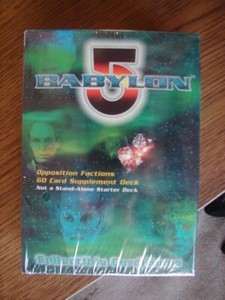 BABYLON
5
Opposition Factions
60 Card Supplement Deck
Not a Stand-Alone Starter Deck